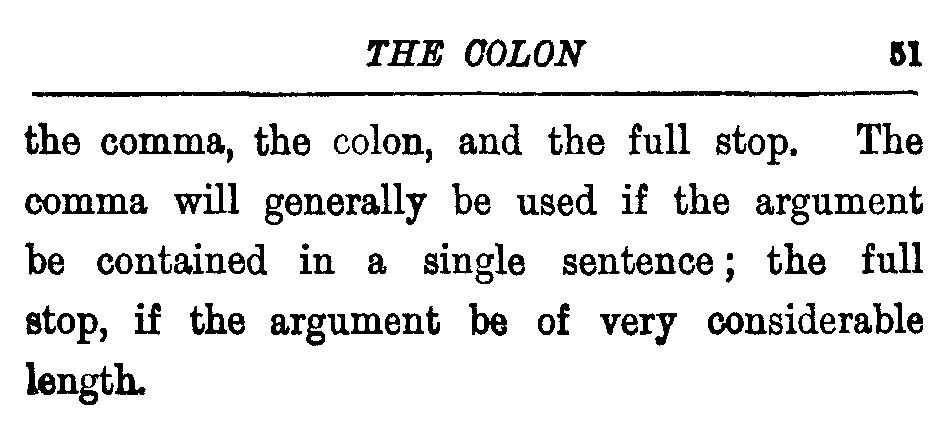 THE COLON 51
the comma, the colon, and the full stop. The
comma will generally be used if the argument
be contained in a single sentence; the full
stop, if the argument be of very considerable
length.